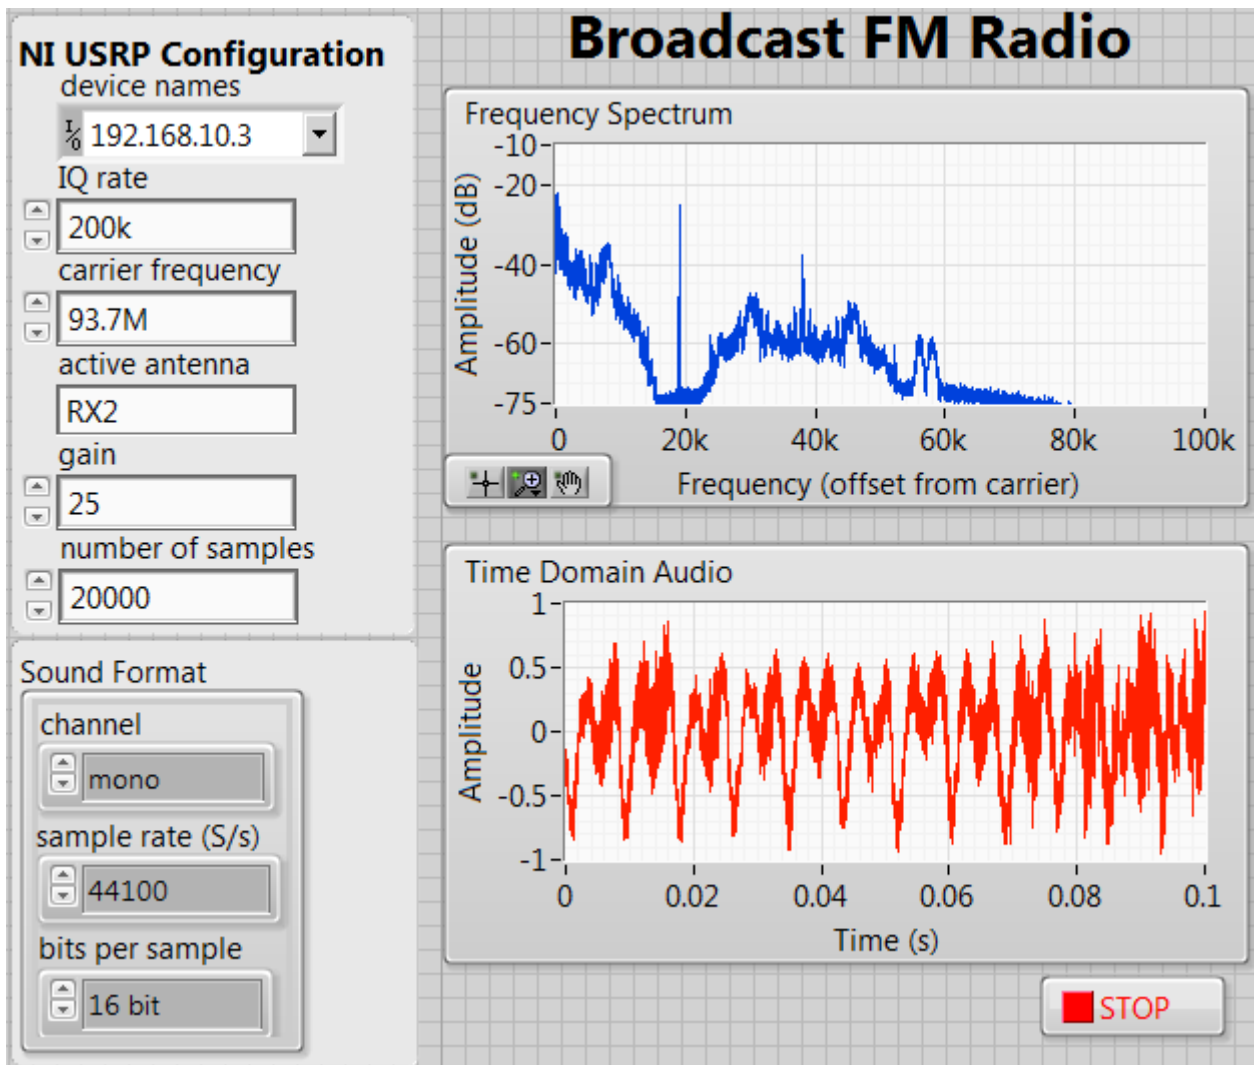 NI USRP Configuration
device names
I/O 192.168.10.3
IQ rate
200k
carrier frequency
93.7M
active antenna
RX2
gain
25
number of samples
20000
Sound Format
channel
mono
sample rate (S/s)
44100
bits per sample
16 bit
Broadcast FM Radio
Frequency Spectrum
Amplitude (dB)
-10
-20
-40
-60
-75
0 20k 40k 60k 80k 100k
Frequency (offset from carrier)
Time Domain Audio
Amplitude
1
0.5
0
-0.5
-1
0 0.02 0.04 0.06 0.08 0.1
Time (s)
STOP